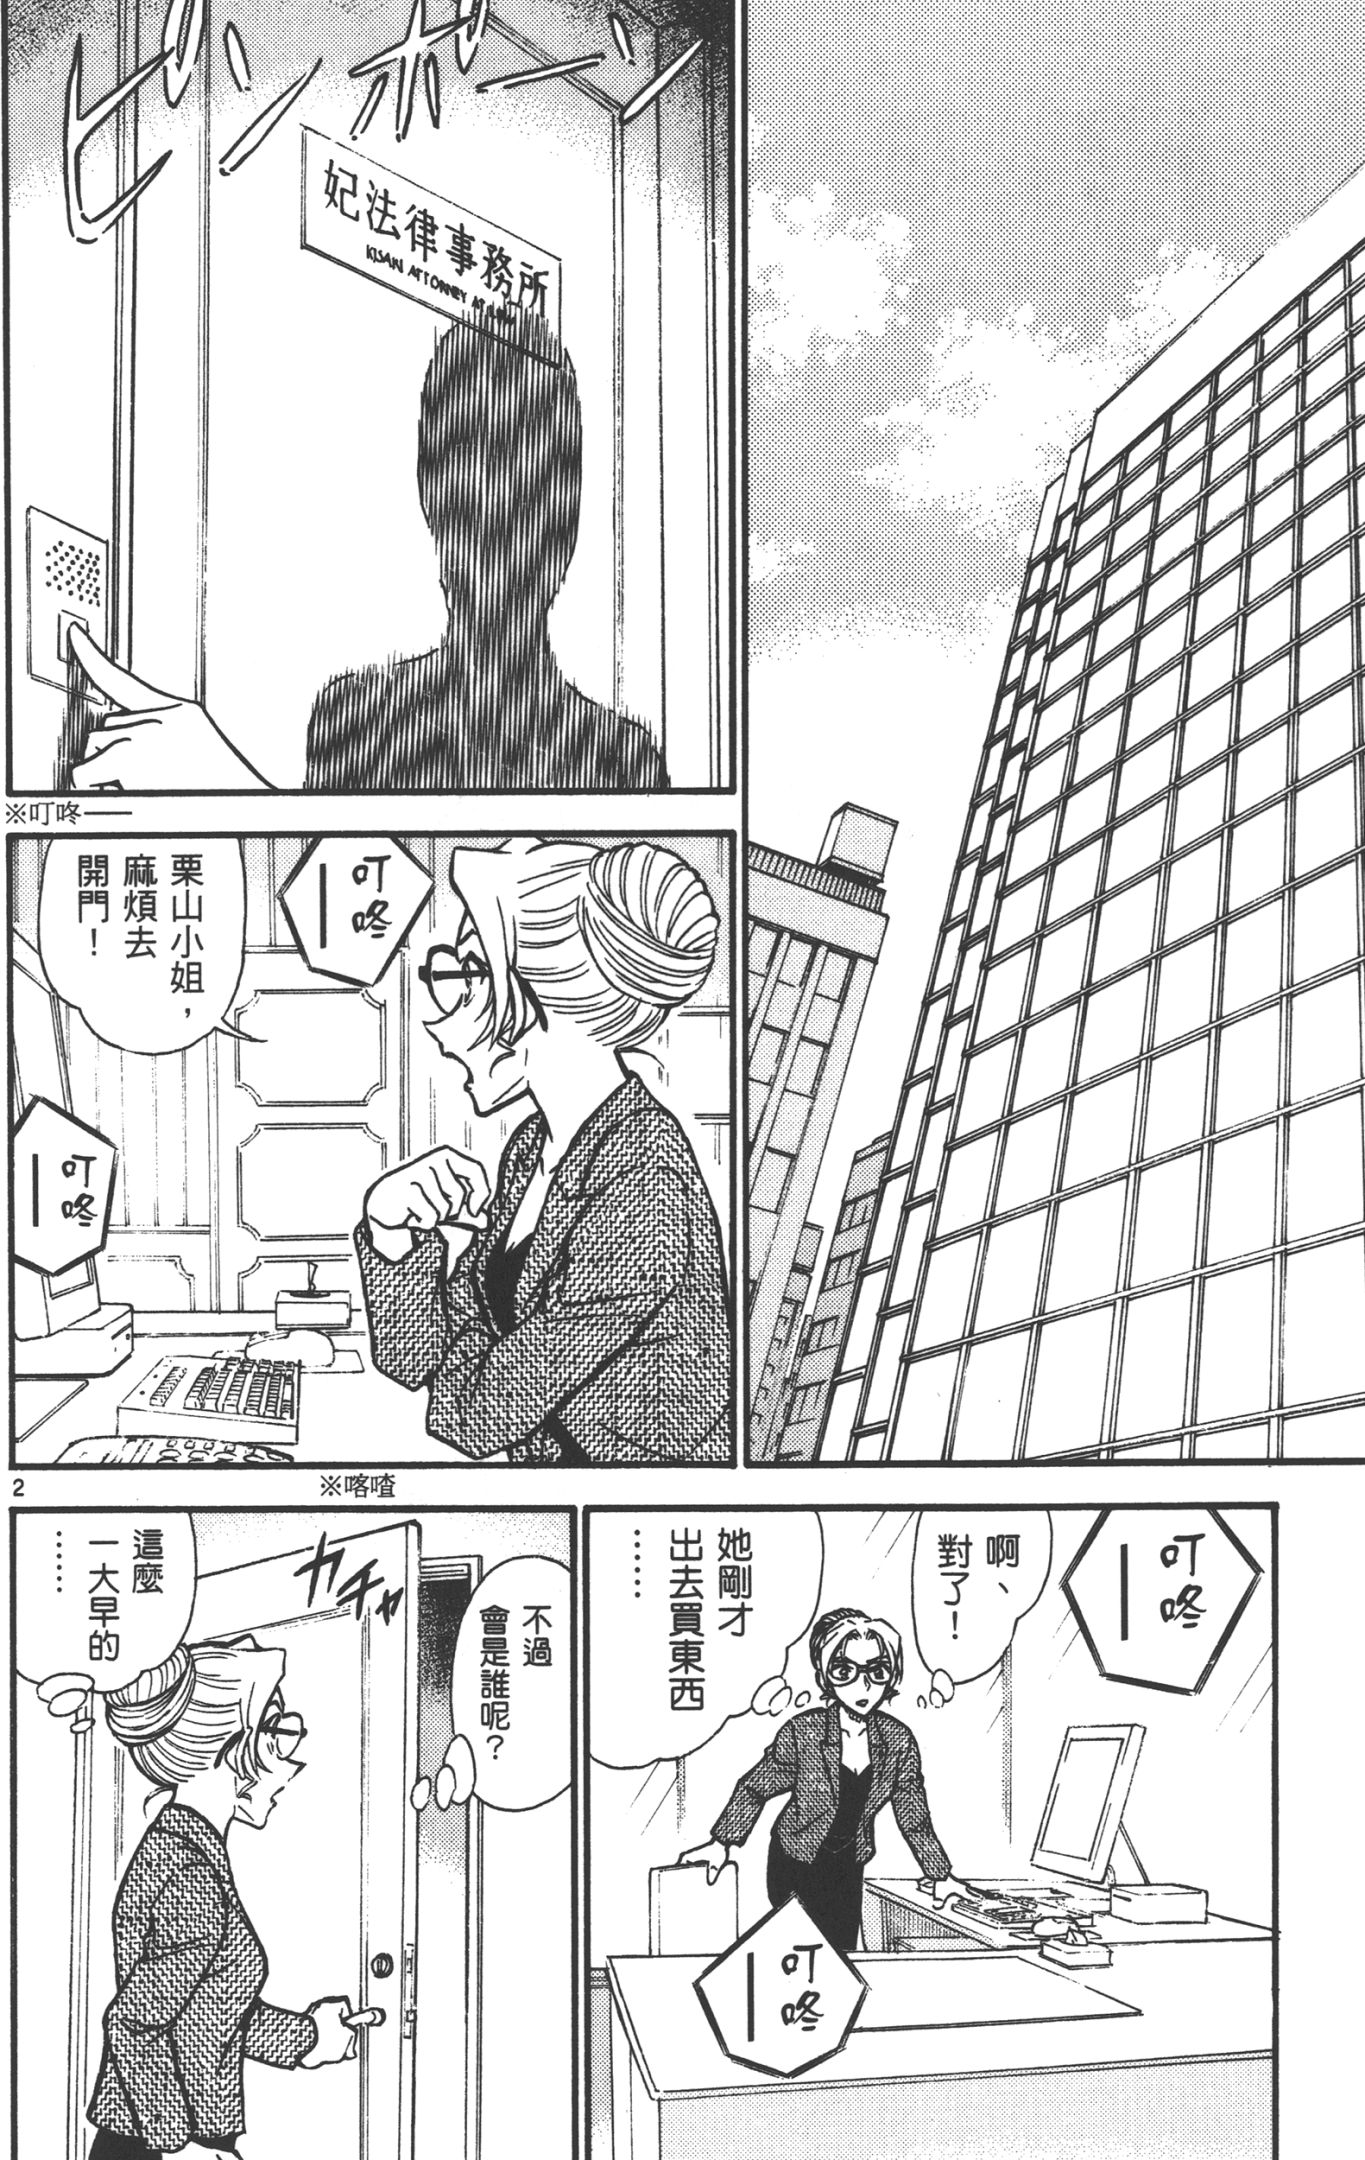 ピンポーン
妃法律事務所
KISAKI ATTORNEY AT LAW
※叮咚——
叮咚—
栗山小姐，
麻煩去
開門！
叮咚—
2
叮咚—
啊、
對了！
她剛才
出去買東西
……
叮咚—
※喀喳
ガチャ
不過
會是誰呢？
這麼
一大早的
……